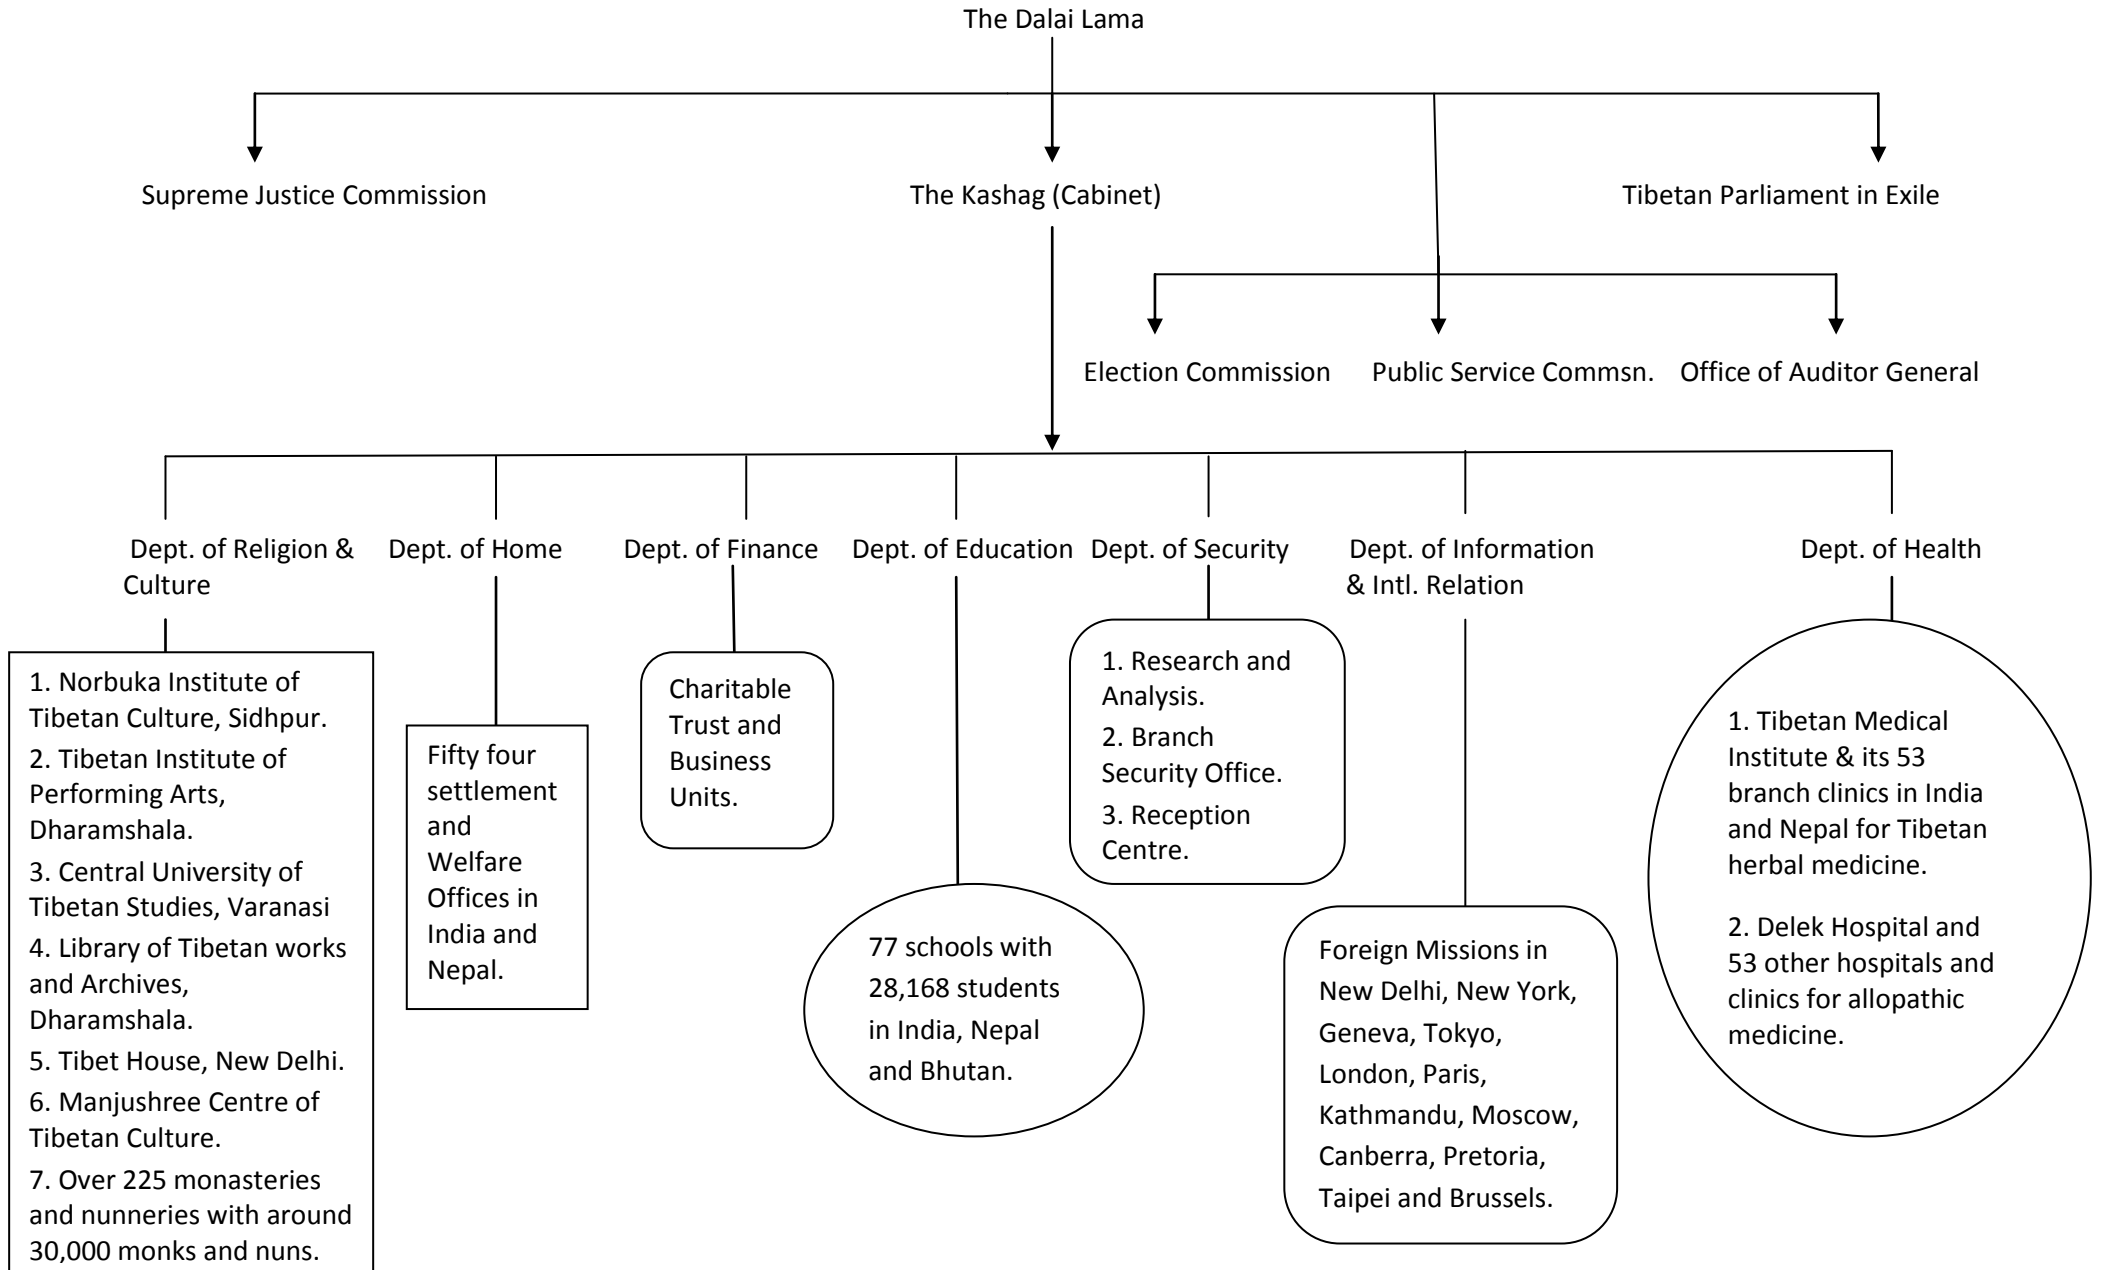 The Dalai Lama
Supreme Justice Commission
The Kashag (Cabinet)
Tibetan Parliament in Exile
Election Commission
Public Service Commsn.
Office of Auditor General
Dept. of Religion &
Culture
Dept. of Home
Dept. of Finance
Dept. of Education
Dept. of Security
Dept. of Information
& Intl. Relation
Dept. of Health
1. Norbuka Institute of
Tibetan Culture, Sidhpur.
2. Tibetan Institute of
Performing Arts,
Dharamshala.
3. Central University of
Tibetan Studies, Varanasi
4. Library of Tibetan works
and Archives,
Dharamshala.
5. Tibet House, New Delhi.
6. Manjushree Centre of
Tibetan Culture.
7. Over 225 monasteries
and nunneries with around
30,000 monks and nuns.
Fifty four
settlement
and
Welfare
Offices in
India and
Nepal.
Charitable
Trust and
Business
Units.
77 schools with
28,168 students
in India, Nepal
and Bhutan.
1. Research and
Analysis.
2. Branch
Security Office.
3. Reception
Centre.
Foreign Missions in
New Delhi, New York,
Geneva, Tokyo,
London, Paris,
Kathmandu, Moscow,
Canberra, Pretoria,
Taipei and Brussels.
1. Tibetan Medical
Institute & its 53
branch clinics in India
and Nepal for Tibetan
herbal medicine.
2. Delek Hospital and
53 other hospitals and
clinics for allopathic
medicine.